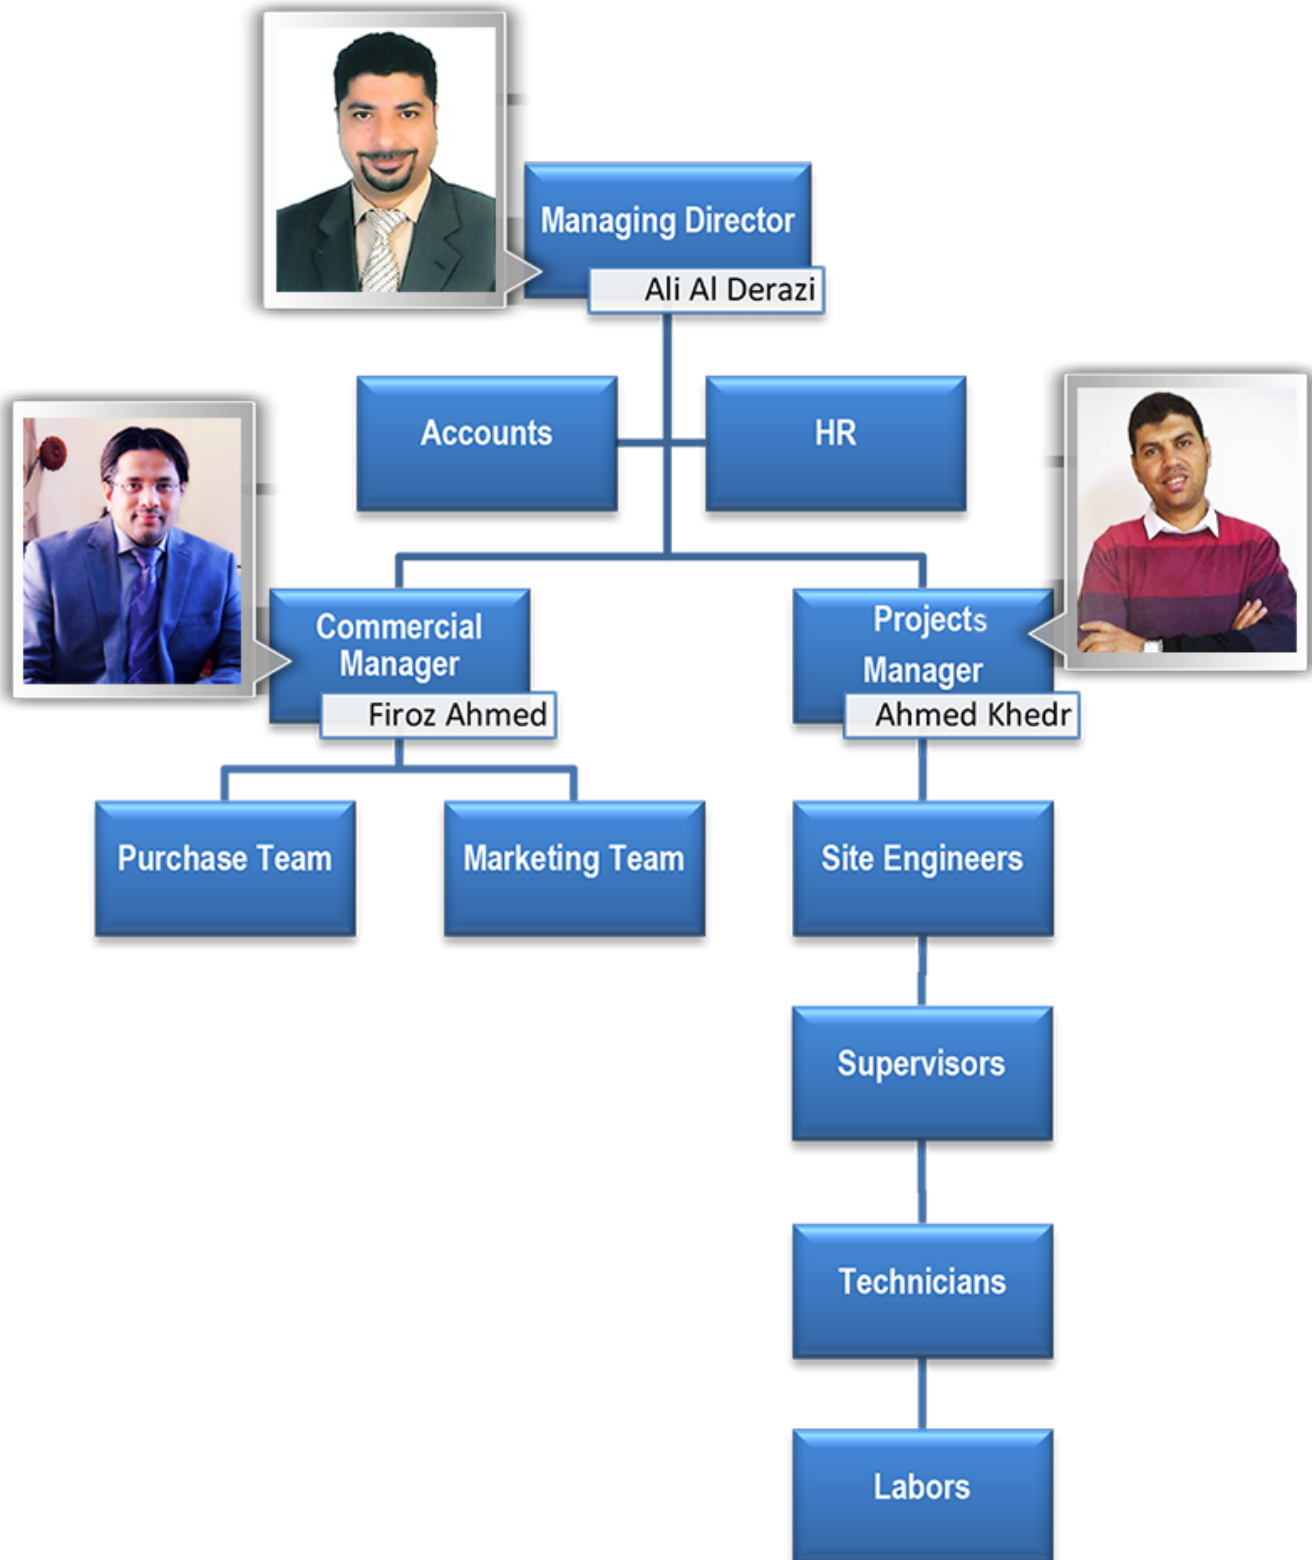 Managing Director
Ali Al Derazi
Accounts
HR
Commercial
Manager
Firoz Ahmed
Projects
Manager
Ahmed Khedr
Purchase Team
Marketing Team
Site Engineers
Supervisors
Technicians
Labors